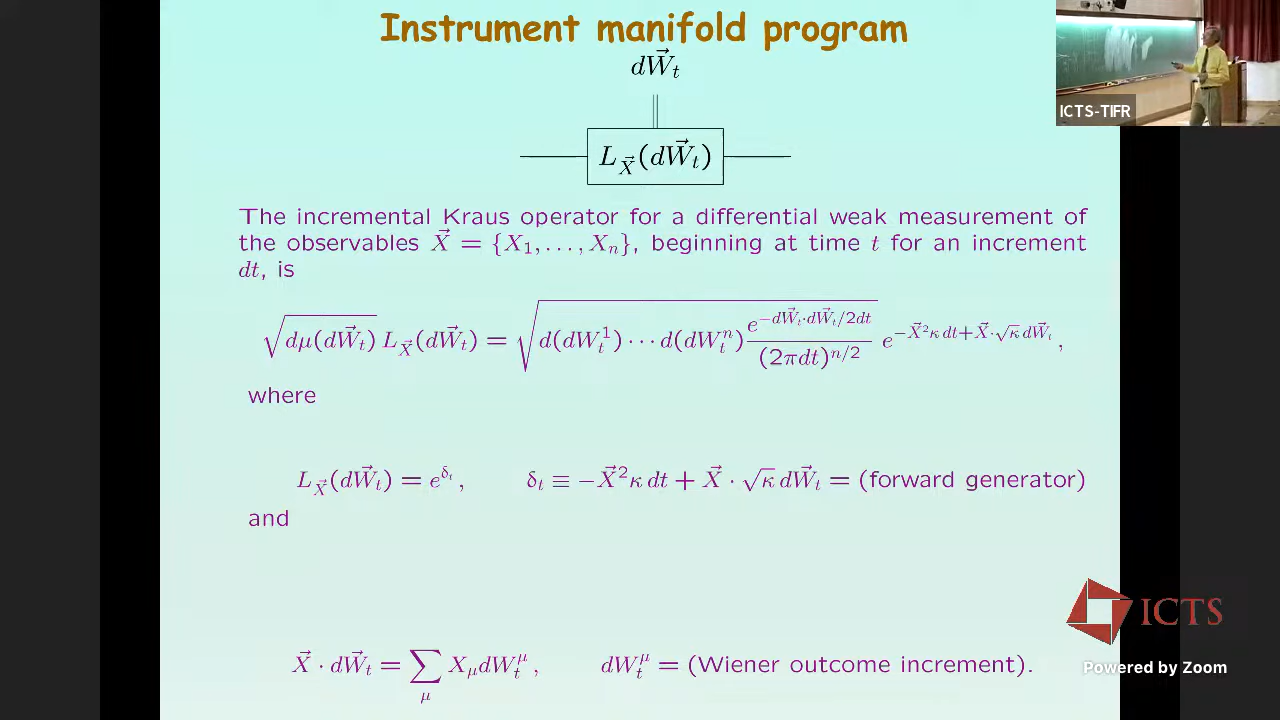 Instrument manifold program
dW⃗_t
L_X⃗(dW⃗_t)
ICTS-TIFR
The incremental Kraus operator for a differential weak measurement of
the observables X⃗ = {X_1, . . . , X_n}, beginning at time t for an increment
dt, is
√(dμ(dW⃗_t)) L_X⃗(dW⃗_t) = √(d(dW_t^1) · · · d(dW_t^n) e^{−dW⃗_t·dW⃗_t/2dt} / (2πdt)^{n/2}) e^{−X⃗²κ dt+X⃗·√κ dW⃗_t} ,
where
L_X⃗(dW⃗_t) = e^{δ_t} , δ_t ≡ −X⃗²κ dt + X⃗ · √κ dW⃗_t = (forward generator)
and
X⃗ · dW⃗_t = ∑_μ X_μ dW_t^μ , dW_t^μ = (Wiener outcome increment).
ICTS
Powered by Zoom